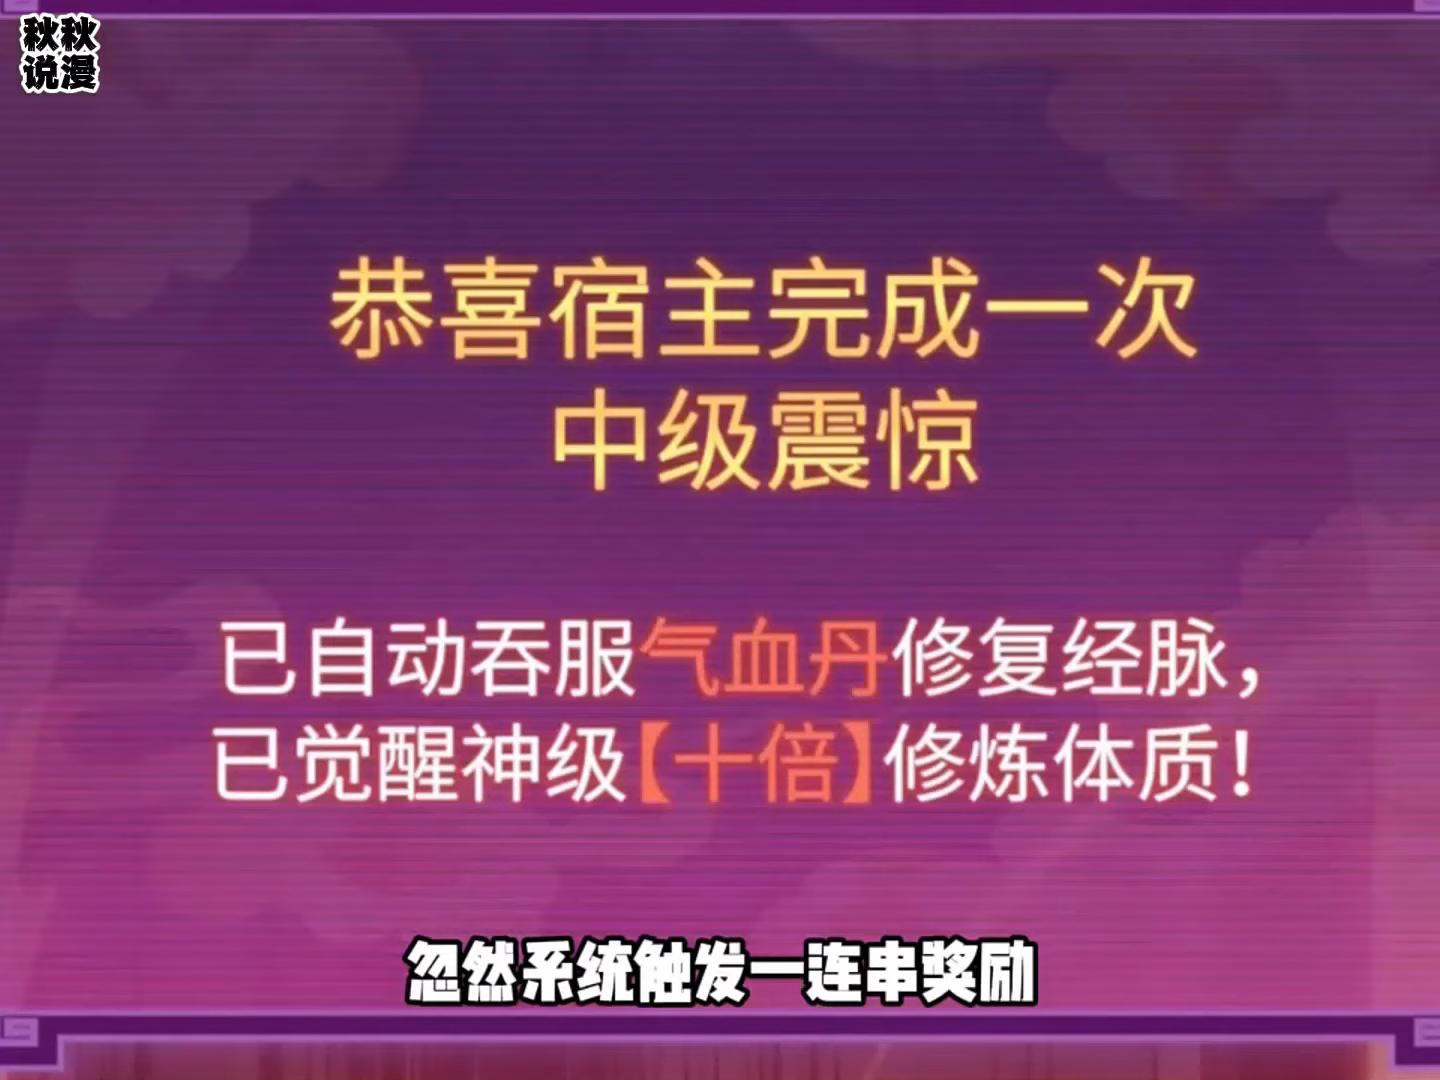 秋秋
说漫
恭喜宿主完成一次
中级震惊
已自动吞服气血丹修复经脉，
已觉醒神级【十倍】修炼体质！
忽然系统触发一连串奖励